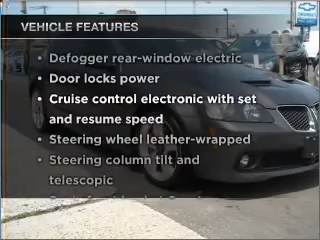 VEHICLE FEATURES
• Defogger rear-window electric
• Door locks power
• Cruise control electronic with set
and resume speed
• Steering wheel leather-wrapped
• Steering column tilt and
telescopic